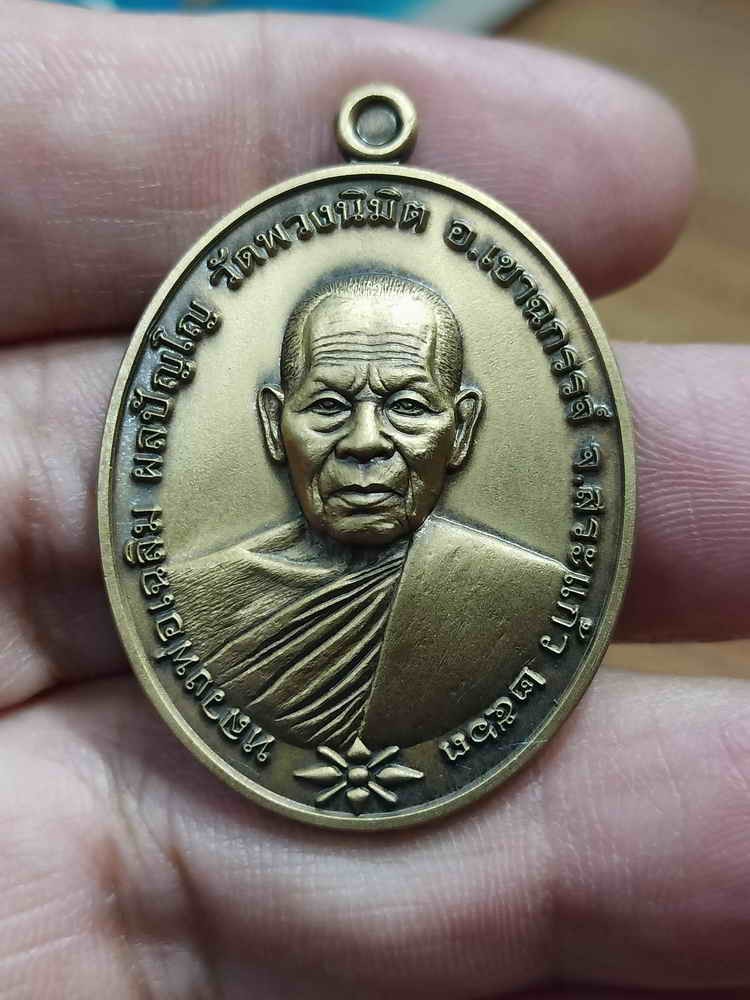 หลวงพ่อเฉลิม ผลปัญโญ วัดพวงนิมิต อ.เขาฉกรรจ์ จ.สระแก้ว ๒๕๖๓